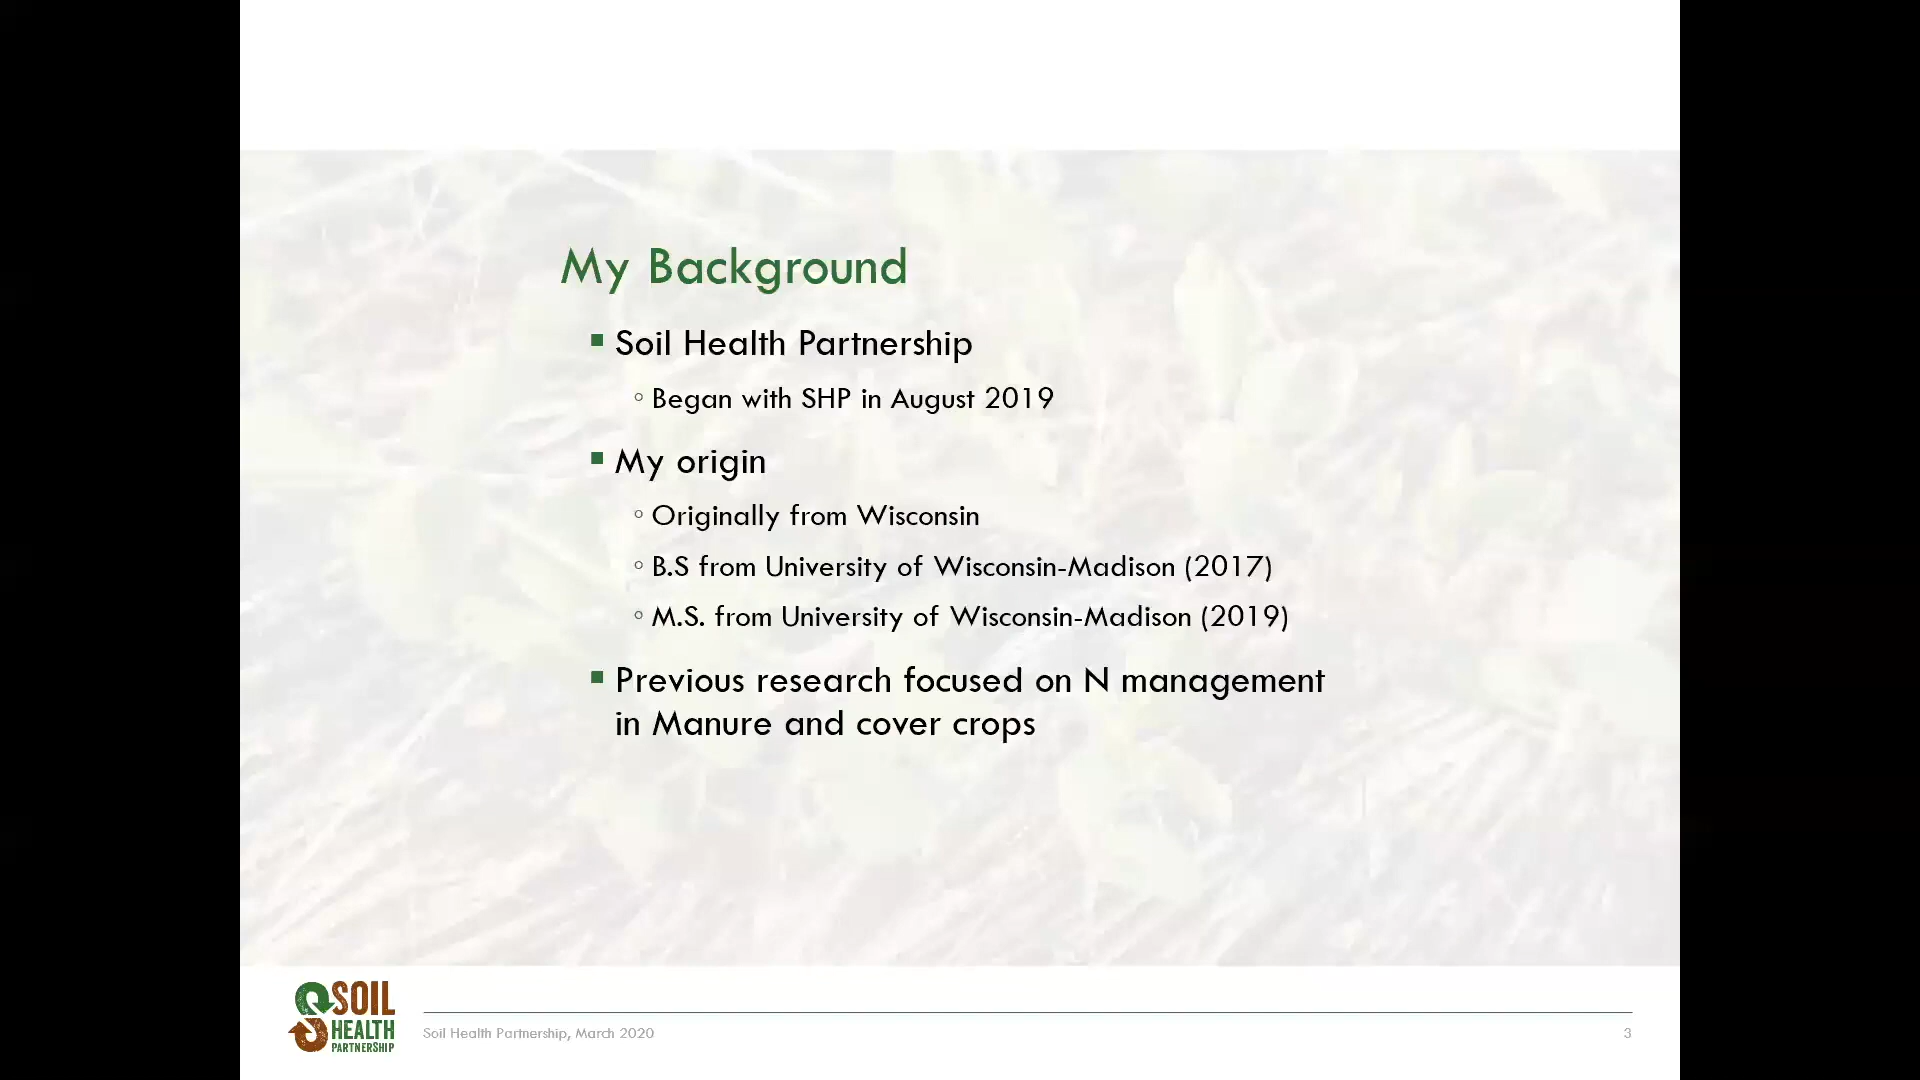 My Background
▪ Soil Health Partnership
◦ Began with SHP in August 2019
▪ My origin
◦ Originally from Wisconsin
◦ B.S from University of Wisconsin-Madison (2017)
◦ M.S. from University of Wisconsin-Madison (2019)
▪ Previous research focused on N management
in Manure and cover crops
SOIL
HEALTH
PARTNERSHIP
Soil Health Partnership, March 2020
3